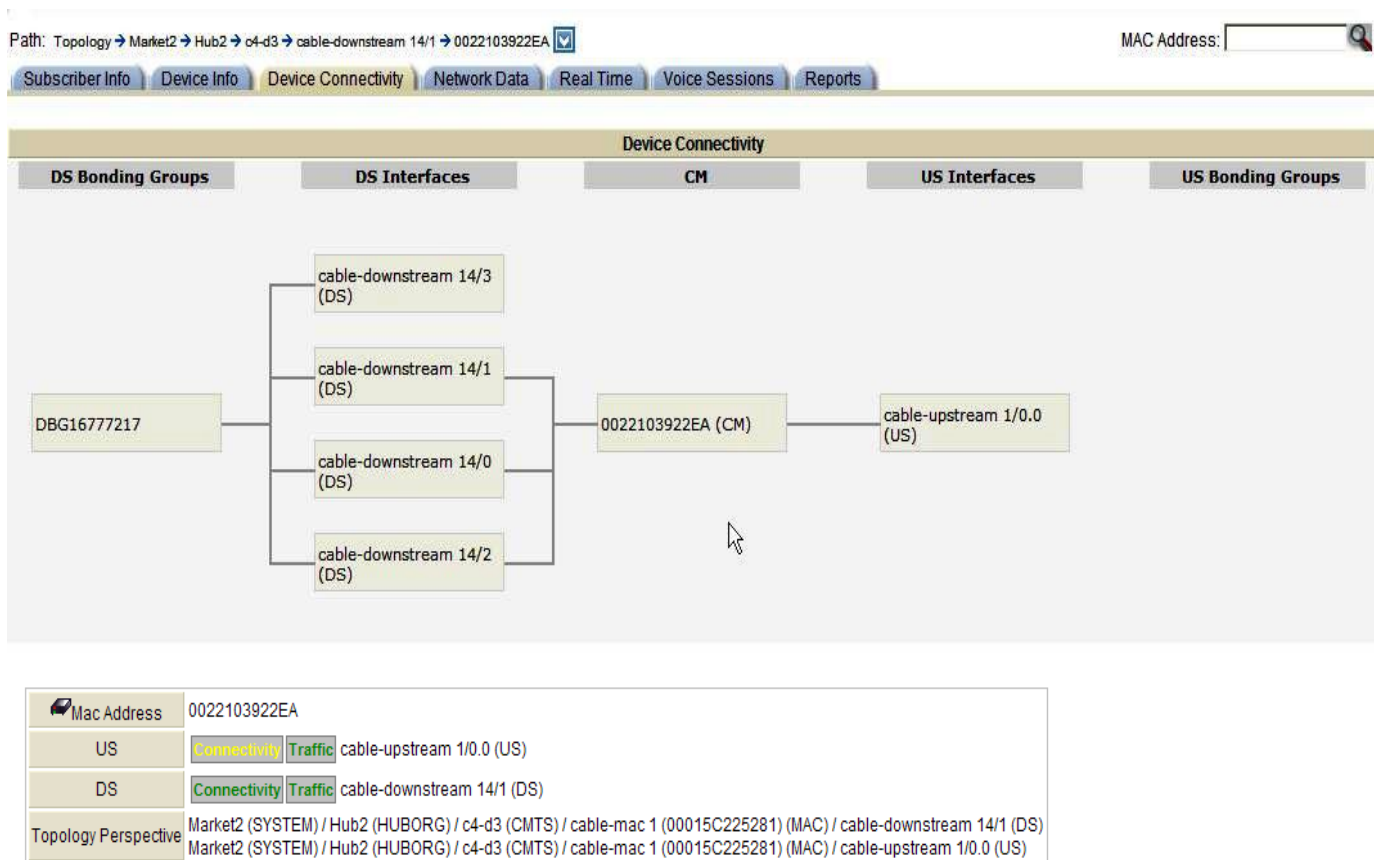 Path: Topology → Market2 → Hub2 → c4-d3 → cable-downstream 14/1 → 0022103922EA
MAC Address:
Subscriber Info Device Info Device Connectivity Network Data Real Time Voice Sessions Reports
Device Connectivity
DS Bonding Groups DS Interfaces CM US Interfaces US Bonding Groups
cable-downstream 14/3
(DS)
cable-downstream 14/1
(DS)
DBG16777217
0022103922EA (CM)
cable-upstream 1/0.0
(US)
cable-downstream 14/0
(DS)
cable-downstream 14/2
(DS)
Mac Address 0022103922EA
US Connectivity Traffic cable-upstream 1/0.0 (US)
DS Connectivity Traffic cable-downstream 14/1 (DS)
Topology Perspective
Market2 (SYSTEM) / Hub2 (HUBORG) / c4-d3 (CMTS) / cable-mac 1 (00015C225281) (MAC) / cable-downstream 14/1 (DS)
Market2 (SYSTEM) / Hub2 (HUBORG) / c4-d3 (CMTS) / cable-mac 1 (00015C225281) (MAC) / cable-upstream 1/0.0 (US)